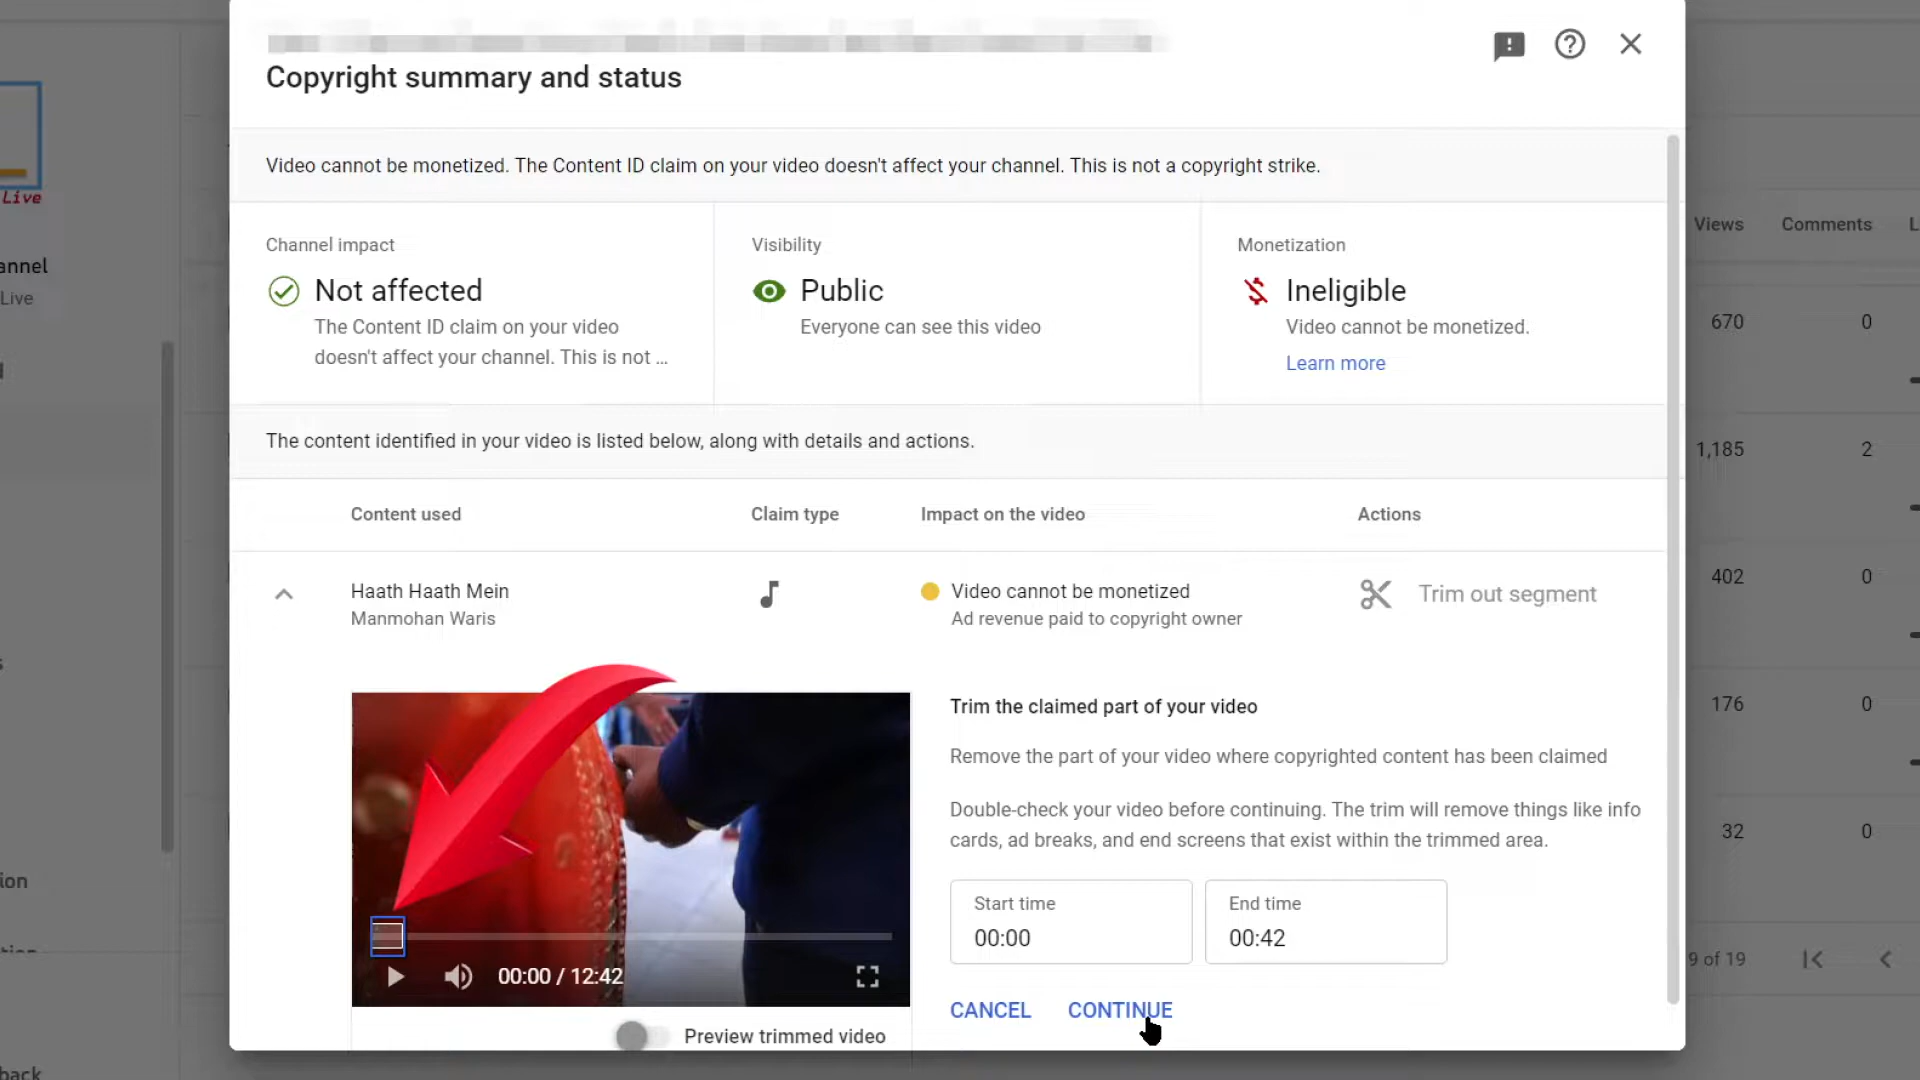 Copyright summary and status
Video cannot be monetized. The Content ID claim on your video doesn't affect your channel. This is not a copyright strike.
Channel impact
Not affected
The Content ID claim on your video
doesn't affect your channel. This is not ...
Visibility
Public
Everyone can see this video
Monetization
Ineligible
Video cannot be monetized.
Learn more
The content identified in your video is listed below, along with details and actions.
Content used Claim type Impact on the video Actions
Haath Haath Mein
Manmohan Waris
Video cannot be monetized
Ad revenue paid to copyright owner
Trim out segment
Trim the claimed part of your video
Remove the part of your video where copyrighted content has been claimed
Double-check your video before continuing. The trim will remove things like info
cards, ad breaks, and end screens that exist within the trimmed area.
Start time
00:00
End time
00:42
CANCEL CONTINUE
00:00 / 12:42
Preview trimmed video
Live
annel
Live
ion
back
Views Comments L
670 0
1,185 2
402 0
176 0
32 0
9 of 19